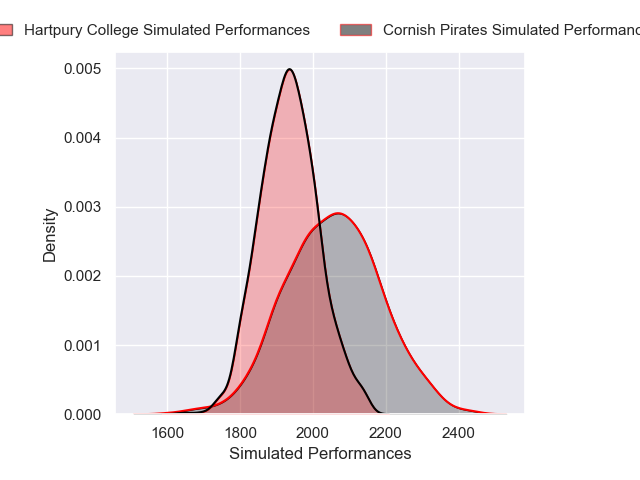 Hartpury College Simulated Performances
Cornish Pirates Simulated Performanc
0.005
0.004
0.003
0.002
0.001
0.000
Density
1600 1800 2000 2200 2400
Simulated Performances